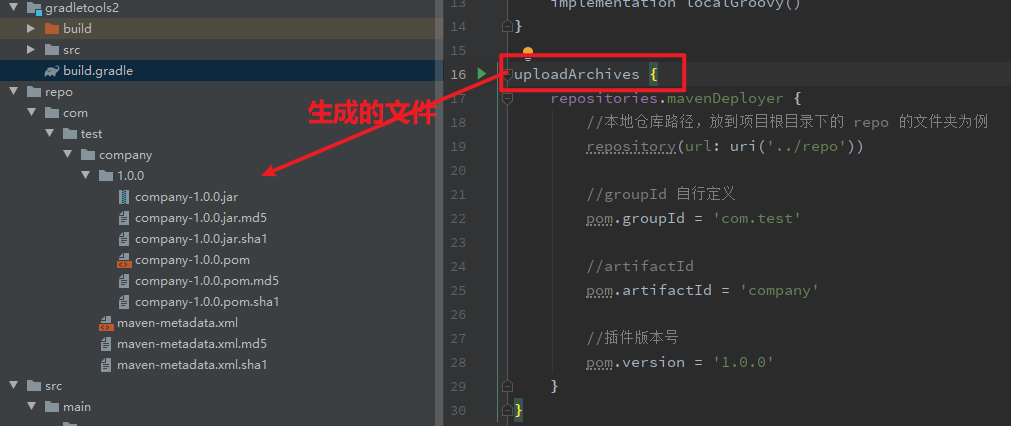 gradletools2
build
src
build.gradle
repo
com
test
company
1.0.0
company-1.0.0.jar
company-1.0.0.jar.md5
company-1.0.0.jar.sha1
company-1.0.0.pom
company-1.0.0.pom.md5
company-1.0.0.pom.sha1
maven-metadata.xml
maven-metadata.xml.md5
maven-metadata.xml.sha1
src
main
生成的文件
13 implementation localGroovy()
14 }
15
16 uploadArchives {
17 repositories.mavenDeployer {
18 //本地仓库路径，放到项目根目录下的 repo 的文件夹为例
19 repository(url: uri('../repo'))
20
21 //groupId 自行定义
22 pom.groupId = 'com.test'
23
24 //artifactId
25 pom.artifactId = 'company'
26
27 //插件版本号
28 pom.version = '1.0.0'
29 }
30 }